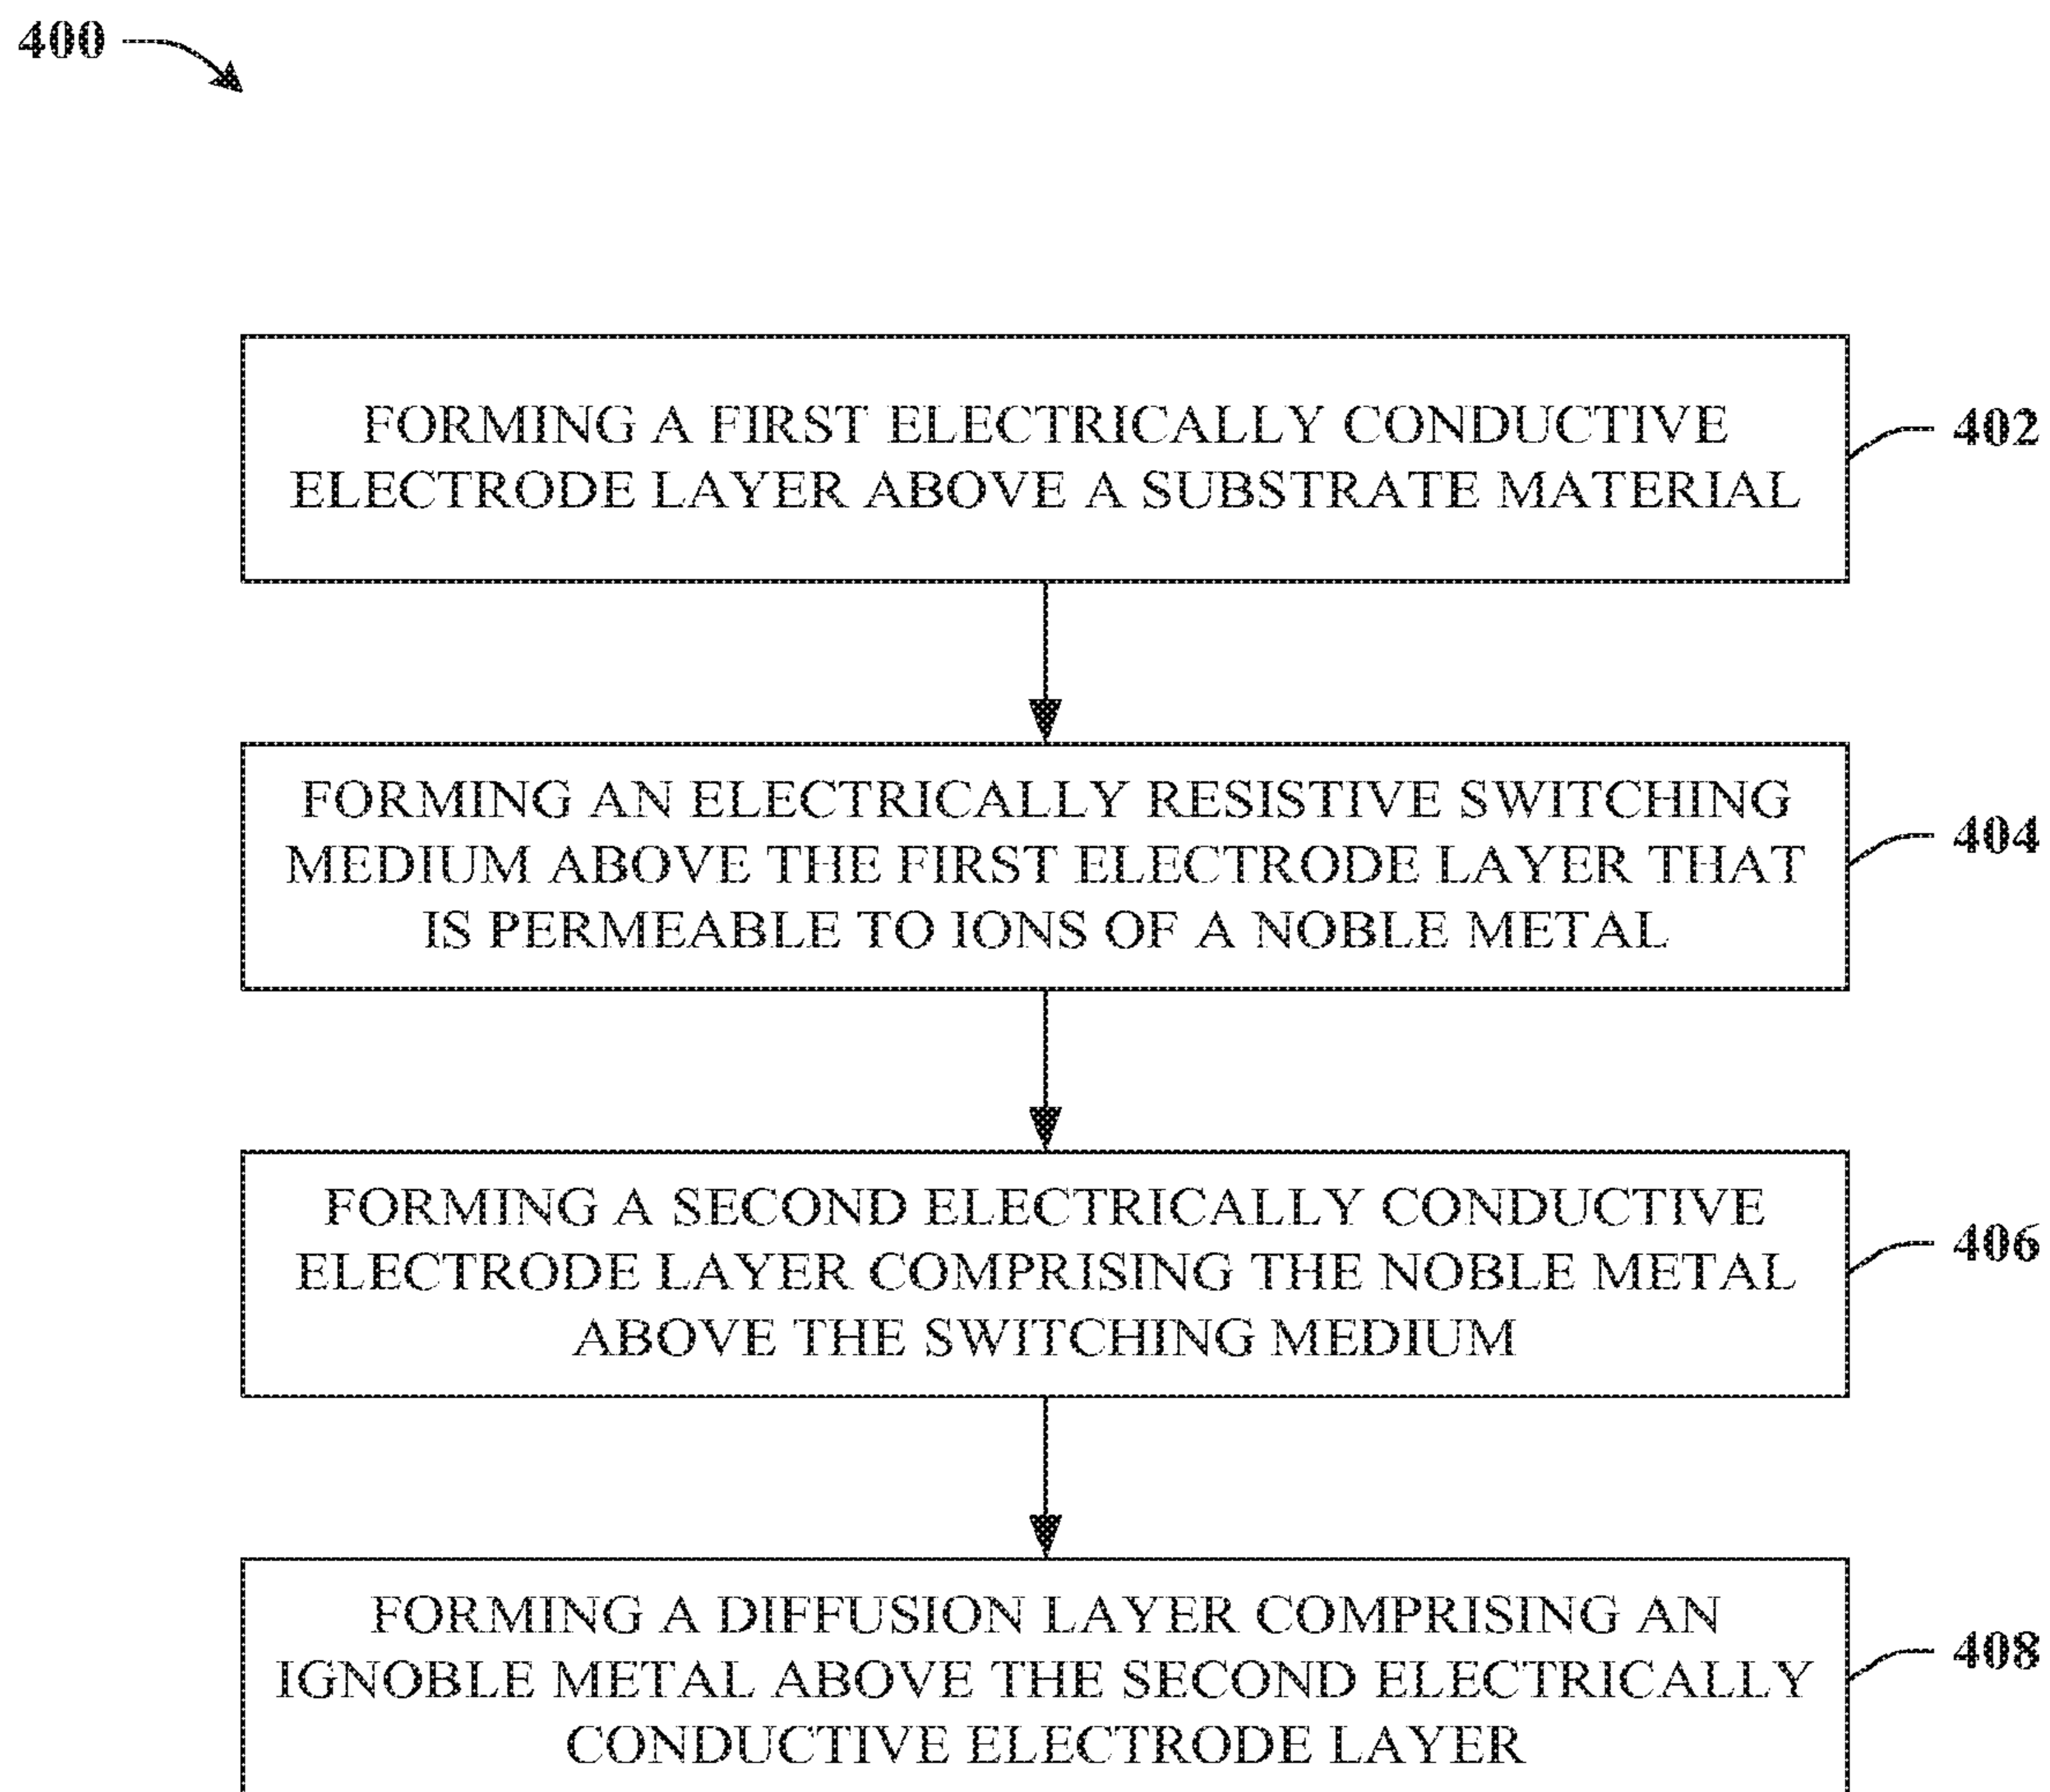 400
FORMING A FIRST ELECTRICALLY CONDUCTIVE
ELECTRODE LAYER ABOVE A SUBSTRATE MATERIAL
402
FORMING AN ELECTRICALLY RESISTIVE SWITCHING
MEDIUM ABOVE THE FIRST ELECTRODE LAYER THAT
IS PERMEABLE TO IONS OF A NOBLE METAL
404
FORMING A SECOND ELECTRICALLY CONDUCTIVE
ELECTRODE LAYER COMPRISING THE NOBLE METAL
ABOVE THE SWITCHING MEDIUM
406
FORMING A DIFFUSION LAYER COMPRISING AN
IGNOBLE METAL ABOVE THE SECOND ELECTRICALLY
CONDUCTIVE ELECTRODE LAYER
408